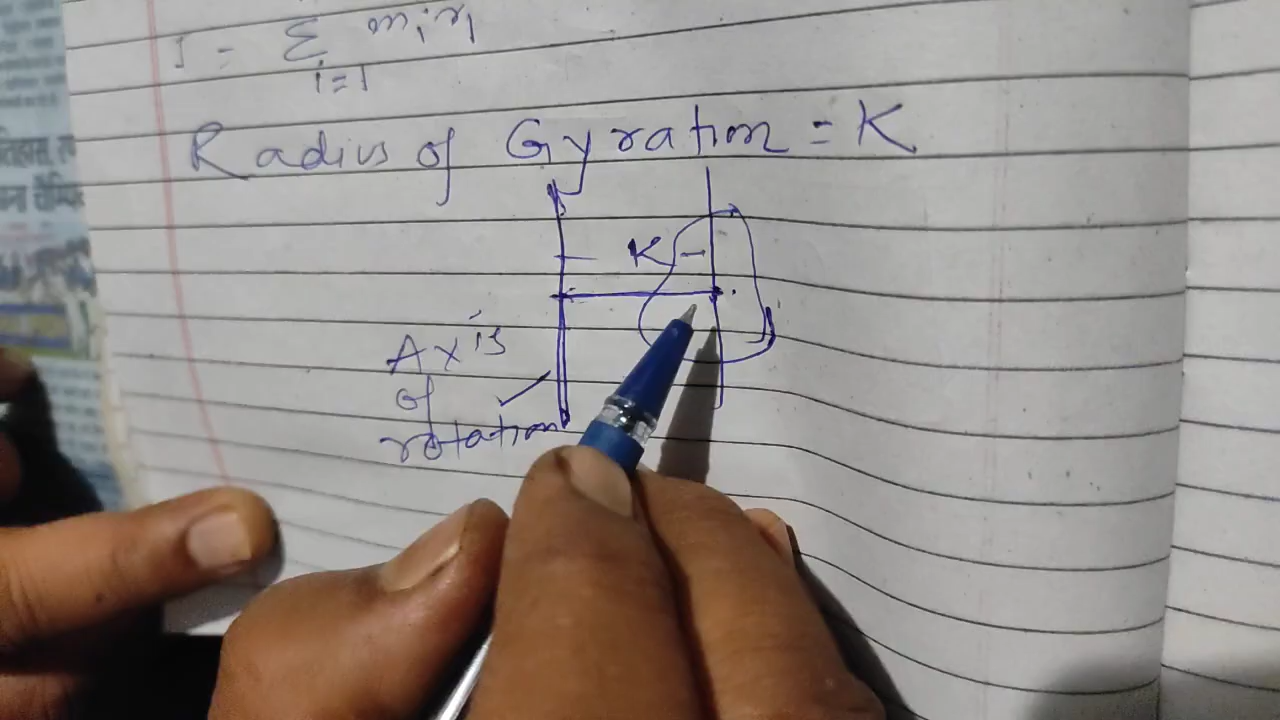 I = Σ miri
i=1
Radius of Gyration = K
K
Axis
of
rotation